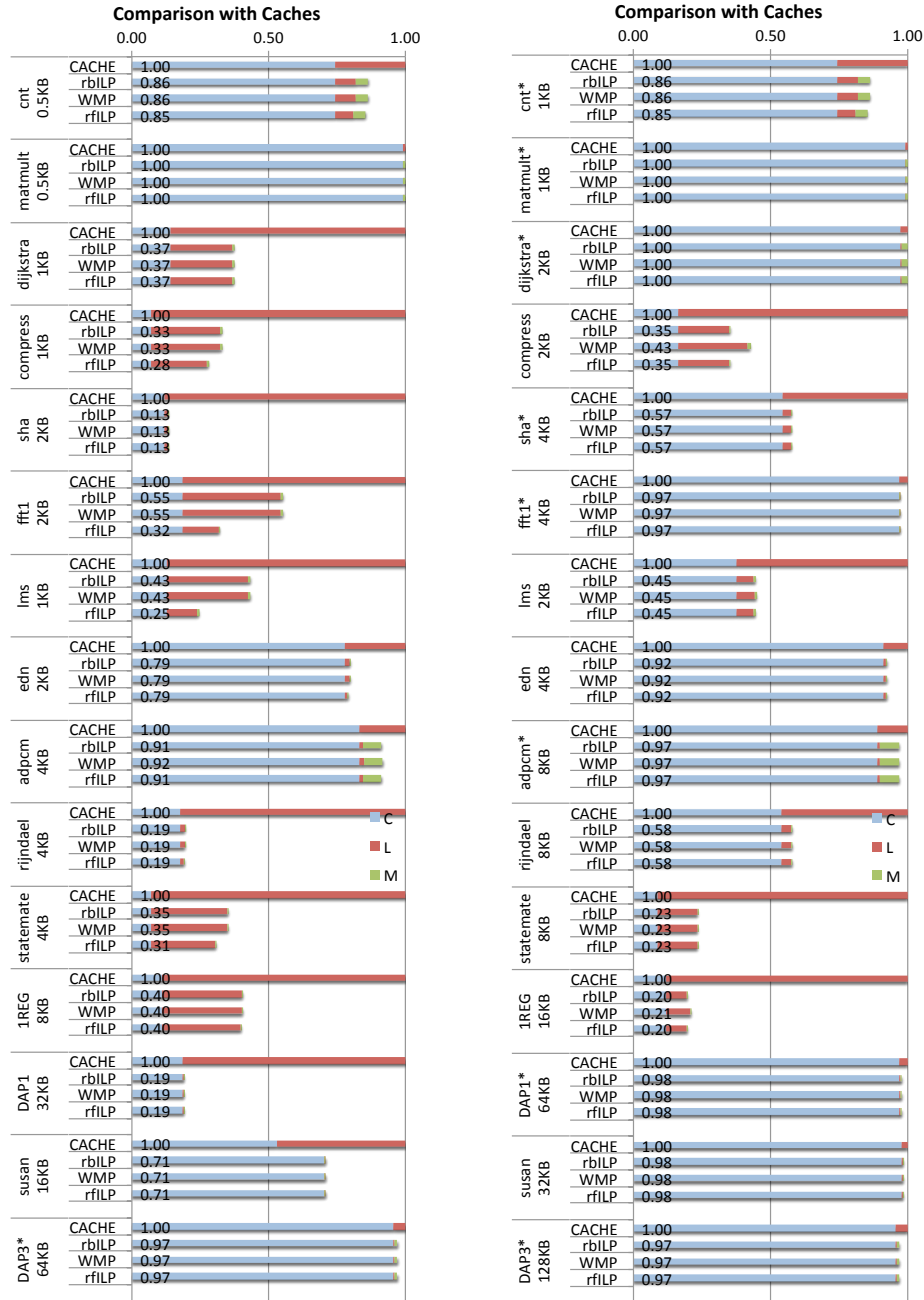 Comparison with Caches
0.00 0.50 1.00
cnt
0.5KB
CACHE 1.00
rbILP 0.86
WMP 0.86
rfILP 0.85
matmult
0.5KB
CACHE 1.00
rbILP 1.00
WMP 1.00
rfILP 1.00
dijkstra
1KB
CACHE 1.00
rbILP 0.37
WMP 0.37
rfILP 0.37
compress
1KB
CACHE 1.00
rbILP 0.33
WMP 0.33
rfILP 0.28
sha
2KB
CACHE 1.00
rbILP 0.13
WMP 0.13
rfILP 0.13
fft1
2KB
CACHE 1.00
rbILP 0.55
WMP 0.55
rfILP 0.32
lms
1KB
CACHE 1.00
rbILP 0.43
WMP 0.43
rfILP 0.25
edn
2KB
CACHE 1.00
rbILP 0.79
WMP 0.79
rfILP 0.79
adpcm
4KB
CACHE 1.00
rbILP 0.91
WMP 0.92
rfILP 0.91
rijndael
4KB
CACHE 1.00
rbILP 0.19
WMP 0.19
rfILP 0.19
C
L
M
statemate
4KB
CACHE 1.00
rbILP 0.35
WMP 0.35
rfILP 0.31
1REG
8KB
CACHE 1.00
rbILP 0.40
WMP 0.40
rfILP 0.40
DAP1
32KB
CACHE 1.00
rbILP 0.19
WMP 0.19
rfILP 0.19
susan
16KB
CACHE 1.00
rbILP 0.71
WMP 0.71
rfILP 0.71
DAP3*
64KB
CACHE 1.00
rbILP 0.97
WMP 0.97
rfILP 0.97
Comparison with Caches
0.00 0.50 1.00
cnt*
1KB
CACHE 1.00
rbILP 0.86
WMP 0.86
rfILP 0.85
matmult*
1KB
CACHE 1.00
rbILP 1.00
WMP 1.00
rfILP 1.00
dijkstra*
2KB
CACHE 1.00
rbILP 1.00
WMP 1.00
rfILP 1.00
compress
2KB
CACHE 1.00
rbILP 0.35
WMP 0.43
rfILP 0.35
sha*
4KB
CACHE 1.00
rbILP 0.57
WMP 0.57
rfILP 0.57
fft1*
4KB
CACHE 1.00
rbILP 0.97
WMP 0.97
rfILP 0.97
lms
2KB
CACHE 1.00
rbILP 0.45
WMP 0.45
rfILP 0.45
edn
4KB
CACHE 1.00
rbILP 0.92
WMP 0.92
rfILP 0.92
adpcm*
8KB
CACHE 1.00
rbILP 0.97
WMP 0.97
rfILP 0.97
rijndael
8KB
CACHE 1.00
rbILP 0.58
WMP 0.58
rfILP 0.58
C
L
M
statemate
8KB
CACHE 1.00
rbILP 0.23
WMP 0.23
rfILP 0.23
1REG
16KB
CACHE 1.00
rbILP 0.20
WMP 0.21
rfILP 0.20
DAP1*
64KB
CACHE 1.00
rbILP 0.98
WMP 0.98
rfILP 0.98
susan
32KB
CACHE 1.00
rbILP 0.98
WMP 0.98
rfILP 0.98
DAP3*
128KB
CACHE 1.00
rbILP 0.97
WMP 0.97
rfILP 0.97